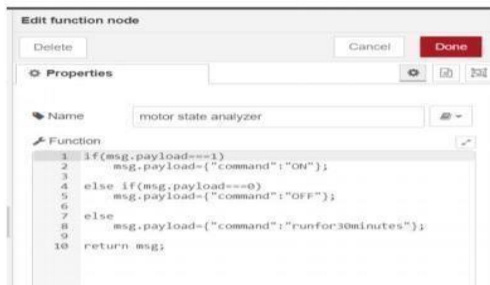 Edit function node
Delete Cancel Done
Properties
Name motor state analyzer
Function
1 if(msg.payload===1)
2 msg.payload={"command":"ON"};
3
4 else if(msg.payload===0)
5 msg.payload={"command":"OFF"};
6
7 else
8 msg.payload={"command":"runfor30minutes"};
9
10 return msg;